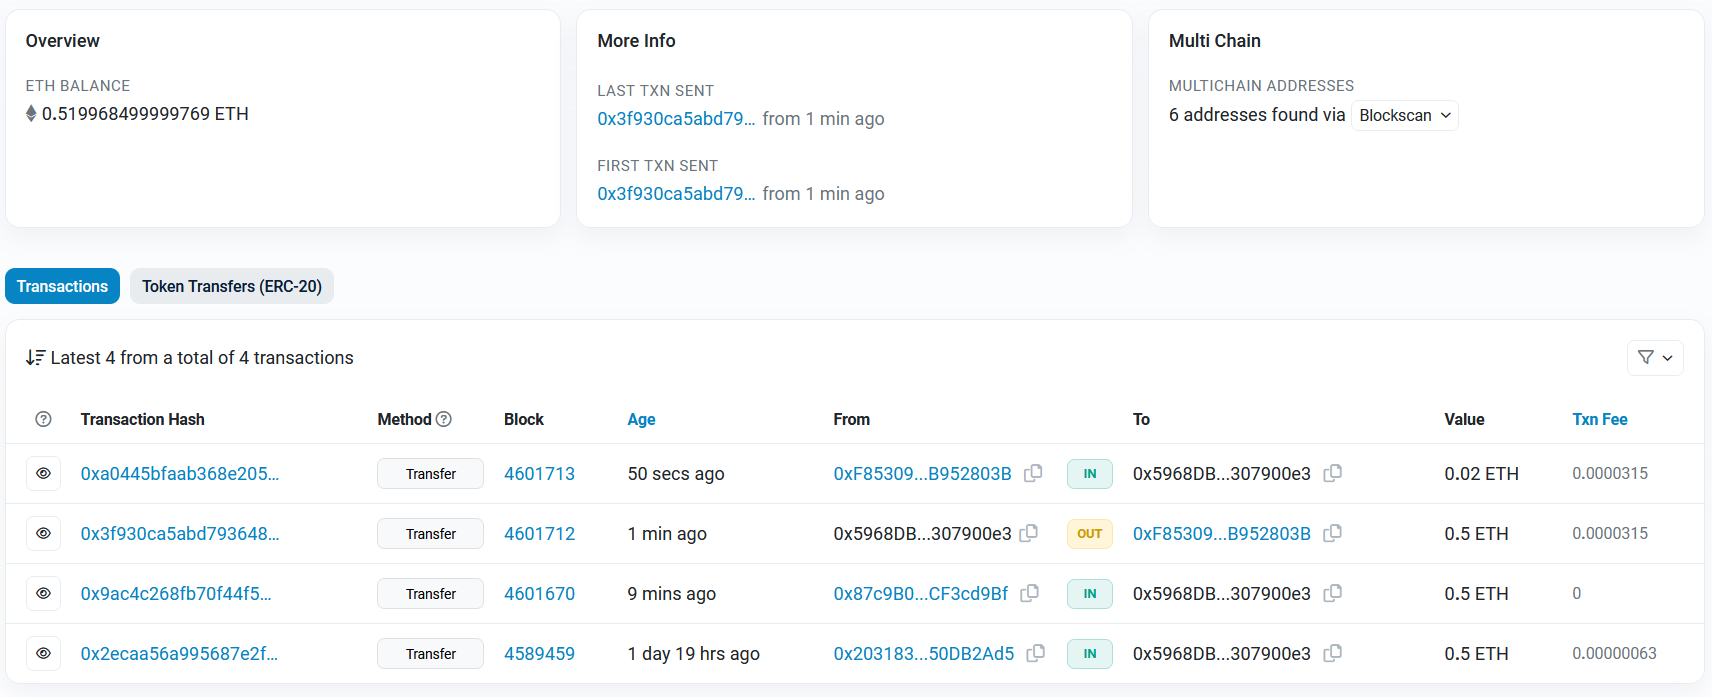 Overview
ETH BALANCE
0.519968499999769 ETH
More Info
LAST TXN SENT
0x3f930ca5abd79... from 1 min ago
FIRST TXN SENT
0x3f930ca5abd79... from 1 min ago
Multi Chain
MULTICHAIN ADDRESSES
6 addresses found via Blockscan
Transactions Token Transfers (ERC-20)
Latest 4 from a total of 4 transactions
Transaction Hash Method Block Age From To Value Txn Fee
0xa0445bfaab368e205... Transfer 4601713 50 secs ago 0xF85309...B952803B IN 0x5968DB...307900e3 0.02 ETH 0.0000315
0x3f930ca5abd793648... Transfer 4601712 1 min ago 0x5968DB...307900e3 OUT 0xF85309...B952803B 0.5 ETH 0.0000315
0x9ac4c268fb70f44f5... Transfer 4601670 9 mins ago 0x87c9B0...CF3cd9Bf IN 0x5968DB...307900e3 0.5 ETH 0
0x2ecaa56a995687e2f... Transfer 4589459 1 day 19 hrs ago 0x203183...50DB2Ad5 IN 0x5968DB...307900e3 0.5 ETH 0.00000063